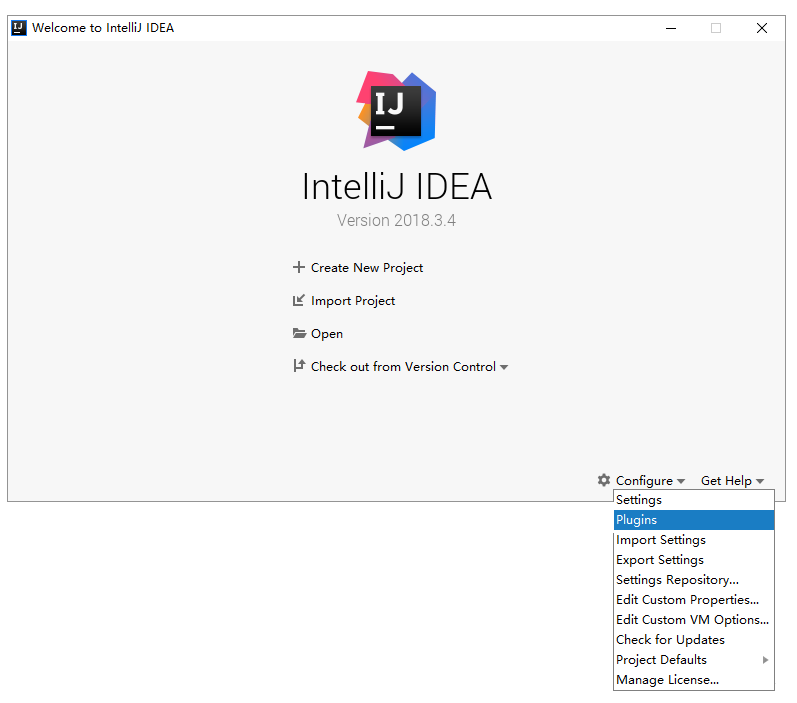 Welcome to IntelliJ IDEA
IJ
IntelliJ IDEA
Version 2018.3.4
Create New Project
Import Project
Open
Check out from Version Control
Configure Get Help
Settings
Plugins
Import Settings
Export Settings
Settings Repository...
Edit Custom Properties...
Edit Custom VM Options...
Check for Updates
Project Defaults
Manage License...